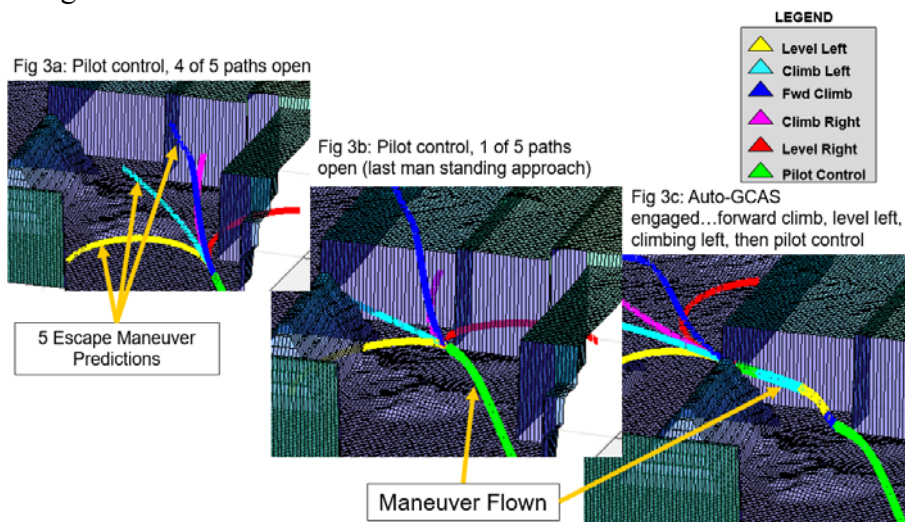 LEGEND
Level Left
Climb Left
Fwd Climb
Climb Right
Level Right
Pilot Control
Fig 3a: Pilot control, 4 of 5 paths open
Fig 3b: Pilot control, 1 of 5 paths
open (last man standing approach)
Fig 3c: Auto-GCAS
engaged...forward climb, level left,
climbing left, then pilot control
5 Escape Maneuver
Predictions
Maneuver Flown